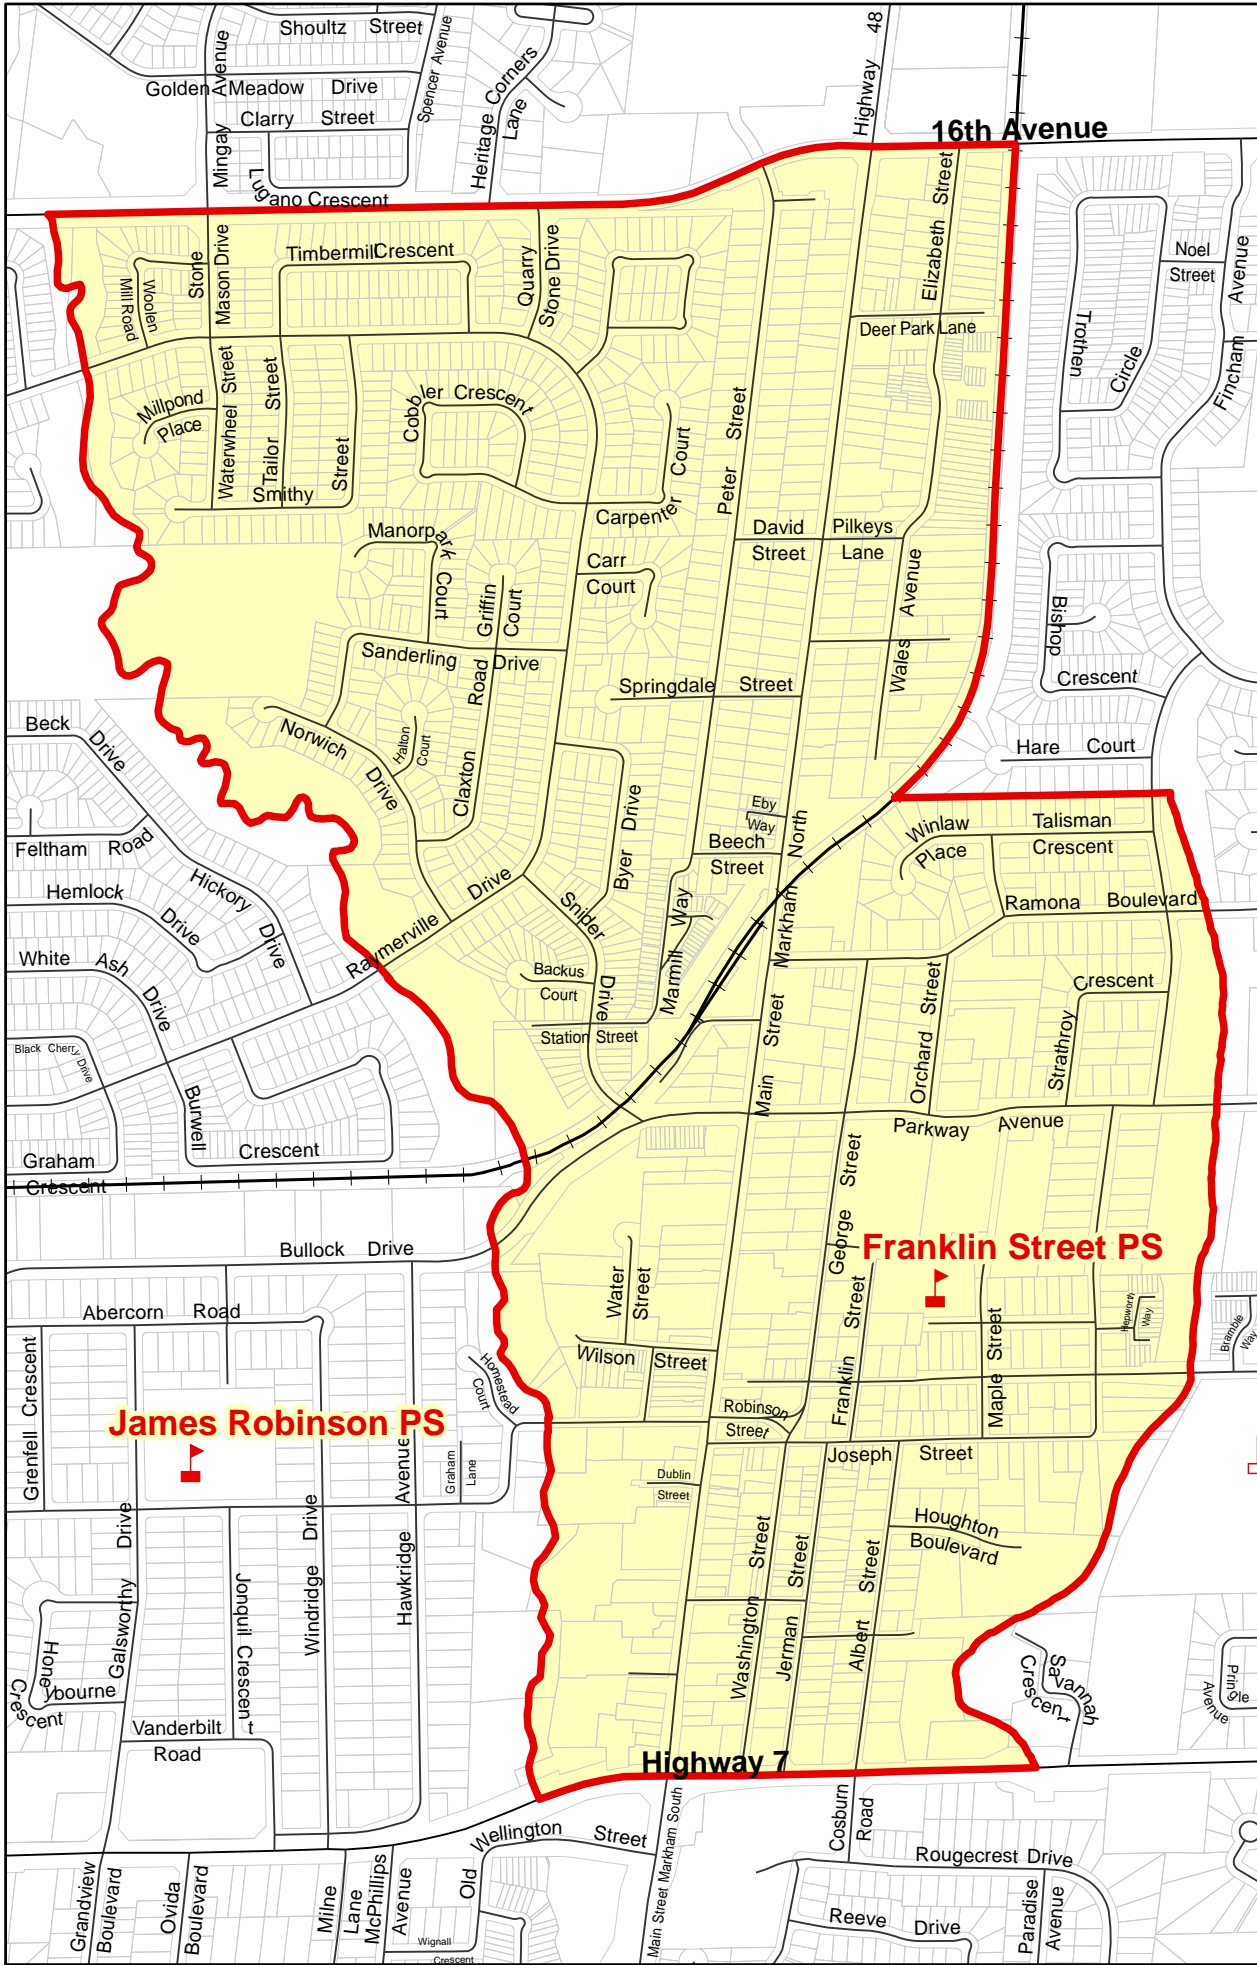 Shoultz Street
Golden Meadow Drive
Clarry Street
Mingay Avenue
Spencer Avenue
Heritage Corners
Lane
Lugano Crescent
Highway 48
16th Avenue
Timbermill Crescent
Stone
Mason Drive
Woolen
Mill Road
Quarry
Stone Drive
Elizabeth Street
Deer Park Lane
Noel
Street
Trothen
Circle
Fincham Avenue
Millpond
Place
Waterwheel Street
Tailor Street
Smithy Street
Cobbler Crescent
Carpenter Court
Peter Street
David
Street
Pilkeys
Lane
Manorpark Court
Carr
Court
Griffin
Court
Wales Avenue
Bishop
Crescent
Sanderling Drive
Springdale Street
Claxton Road
Norwich Drive
Halton
Court
Beck Drive
Hare Court
Feltham Road
Hickory Drive
Hemlock Drive
White Ash Drive
Black Cherry Drive
Burwell
Crescent
Graham
Crescent
Raymerville Drive
Byer Drive
Snider Drive
Eby
Way
Beech
Street
Marmill Way
Backus
Court
Station Street
Main Street Markham North
Winlaw
Place
Talisman
Crescent
Ramona Boulevard
Orchard Street
Strathroy Crescent
Parkway Avenue
Bullock Drive
Abercorn Road
Water
Street
Wilson Street
George Street
Franklin Street PS
Franklin Street
Maple Street
Hepworth
Way
Bramble
Way
Homestead
Court
Robinson
Street
Joseph Street
James Robinson PS
Grenfell Crescent
Galsworthy Drive
Windridge Drive
Hawkridge Avenue
Graham
Lane
Dublin
Street
Houghton
Boulevard
Washington Street
Jerman Street
Albert Street
Jonquil Crescent
Honeybourne
Crescent
Vanderbilt
Road
Savannah
Crescent
Pringle
Avenue
Highway 7
Main Street Markham South
Cosburn
Road
Old Wellington Street
Rougecrest Drive
Reeve Drive
Paradise
Avenue
Grandview
Boulevard
Ovida
Boulevard
Milne
Lane
McPhillips
Avenue
Wignall
Crescent